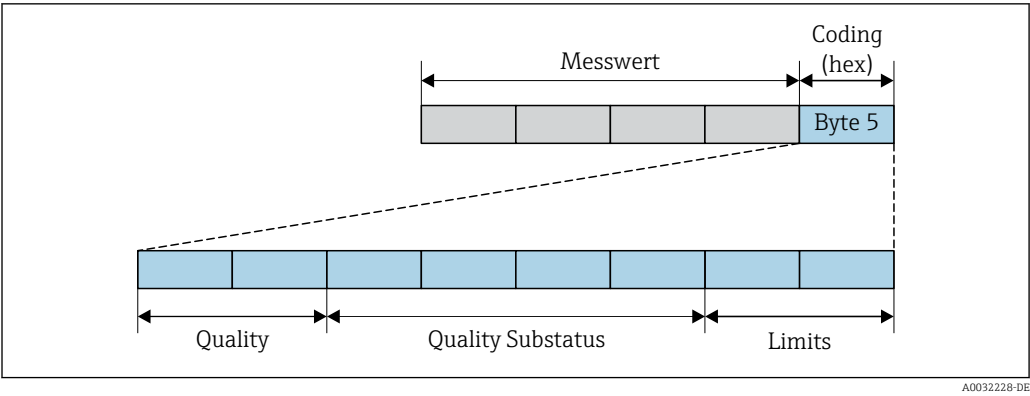 Coding
(hex)
Messwert
Byte 5
Quality
Quality Substatus
Limits
A0032228-DE